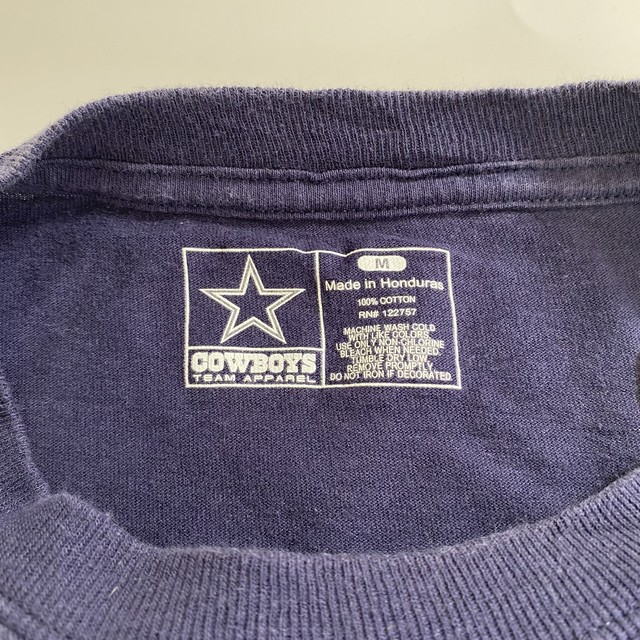 COWBOYS
TEAM APPAREL
M
Made in Honduras
100% COTTON
RN# 122757
MACHINE WASH COLD
WITH LIKE COLORS.
USE ONLY NON-CHLORINE
BLEACH WHEN NEEDED.
TUMBLE DRY LOW.
REMOVE PROMPTLY.
DO NOT IRON IF DECORATED.